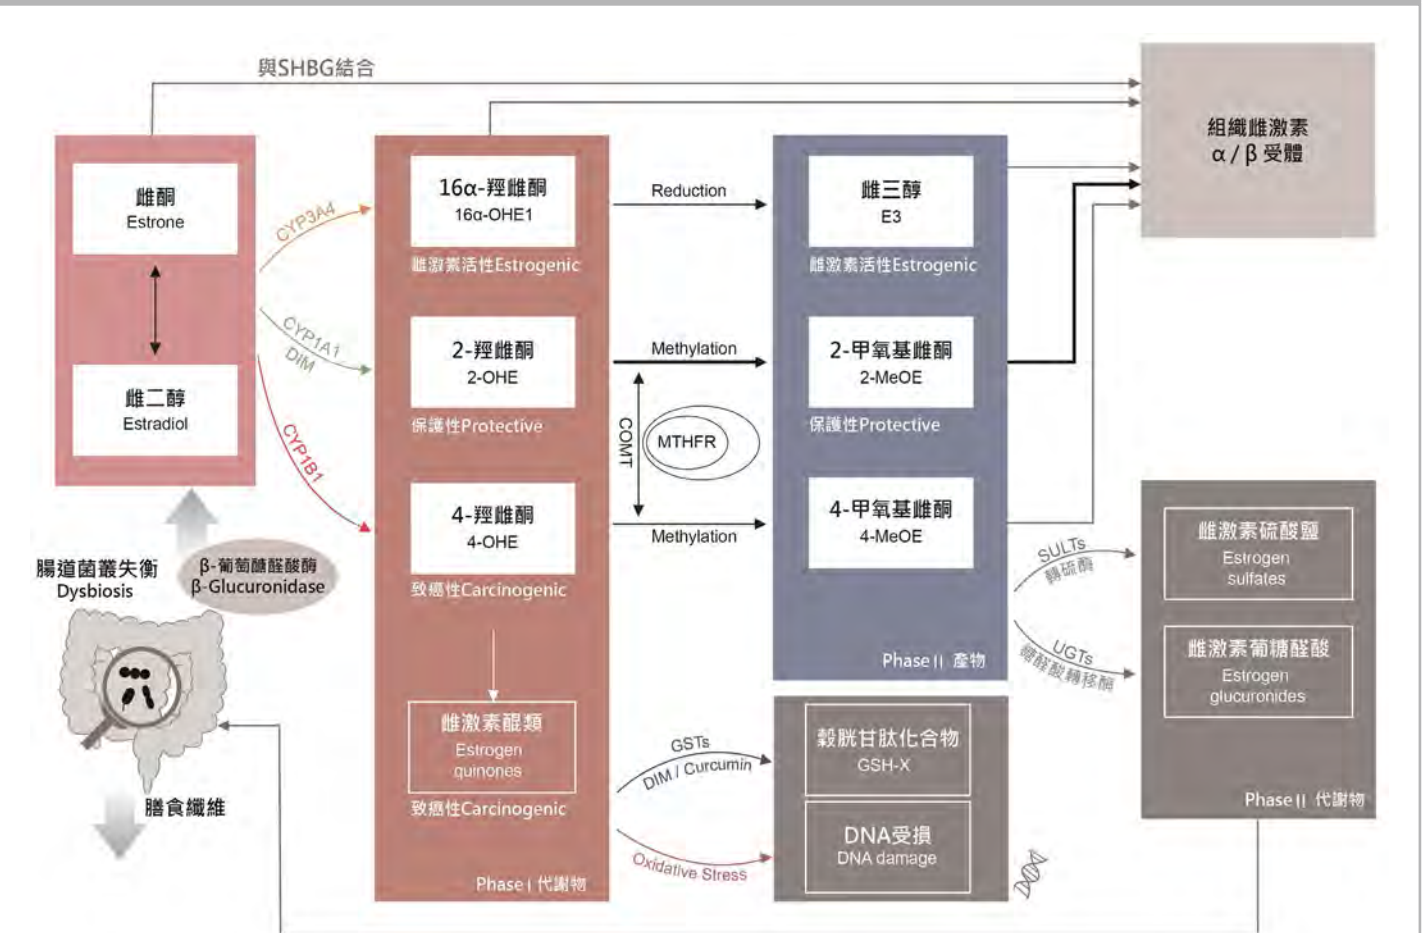 與SHBG結合
雌酮
Estrone
雌二醇
Estradiol
CYP3A4
CYP1A1
DIM
CYP1B1
16α-羥雌酮
16α-OHE1
雌激素活性Estrogenic
2-羥雌酮
2-OHE
保護性Protective
4-羥雌酮
4-OHE
致癌性Carcinogenic
雌激素醌類
Estrogen
quinones
致癌性Carcinogenic
Phase I 代謝物
Reduction
Methylation
COMT
MTHFR
Methylation
雌三醇
E3
雌激素活性Estrogenic
2-甲氧基雌酮
2-MeOE
保護性Protective
4-甲氧基雌酮
4-MeOE
Phase II 產物
組織雌激素
α / β 受體
SULTs
轉硫酶
UGTs
醣醛酸轉移酶
雌激素硫酸鹽
Estrogen
sulfates
雌激素葡糖醛酸
Estrogen
glucuronides
Phase II 代謝物
GSTs
DIM / Curcumin
Oxidative Stress
穀胱甘肽化合物
GSH-X
DNA受損
DNA damage
腸道菌叢失衡
Dysbiosis
β-葡萄醣醛酸酶
β-Glucuronidase
膳食纖維